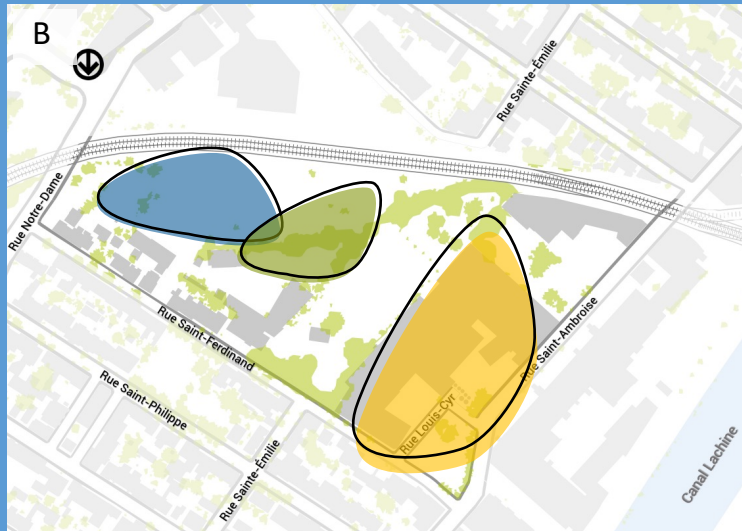 B
Rue Sainte-Émilie
Rue Notre-Dame
Rue Saint-Ferdinand
Rue Saint-Ambroise
Rue Saint-Philippe
Rue Louis-Cyr
Rue Sainte-Émilie
Canal Lachine